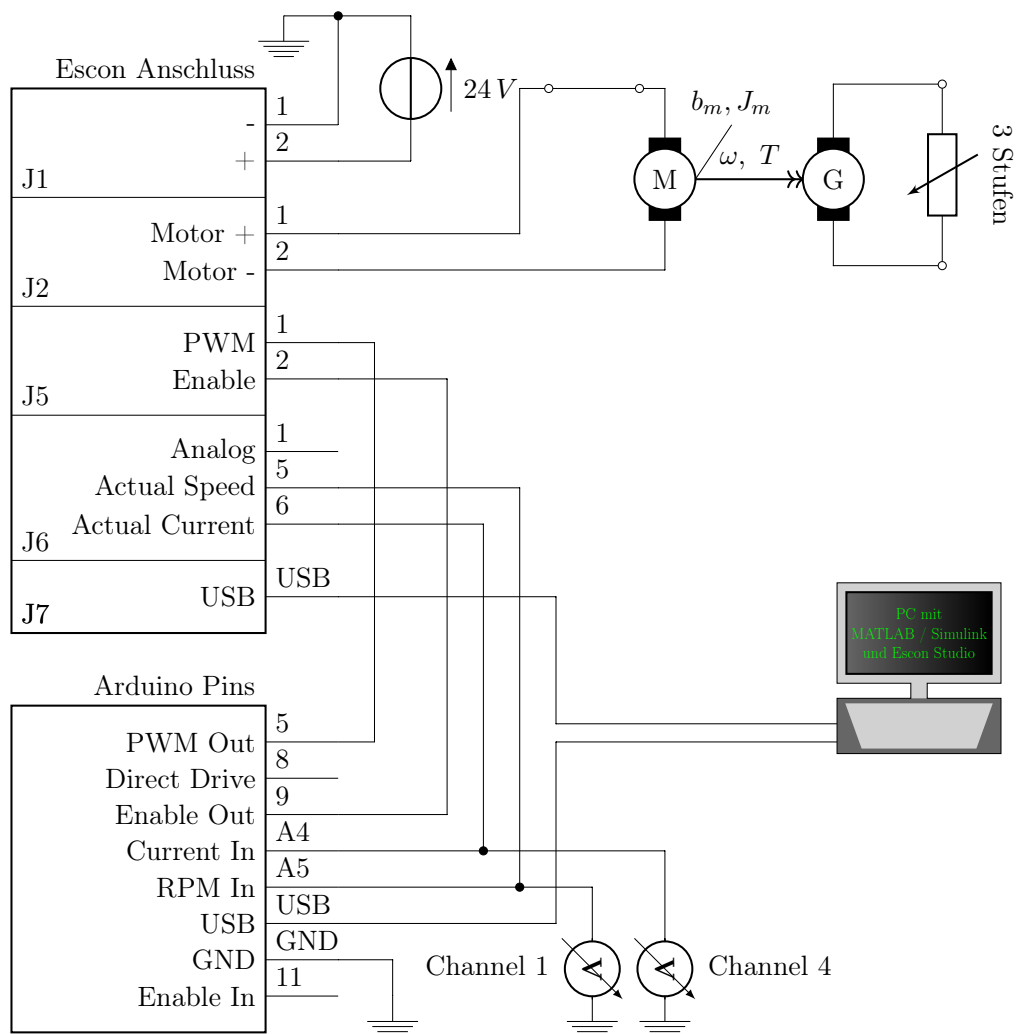 Escon Anschluss
24 V
1
-
2
+
J1
1
Motor +
2
Motor -
J2
1
PWM
2
Enable
J5
1
Analog
5
Actual Speed
6
Actual Current
J6
USB
USB
J7
b_m, J_m
M
ω, T
G
3 Stufen
PC mit
MATLAB / Simulink
und Escon Studio
Arduino Pins
5
PWM Out
8
Direct Drive
9
Enable Out
A4
Current In
A5
RPM In
USB
USB
GND
GND
11
Enable In
Channel 1
A
A
Channel 4